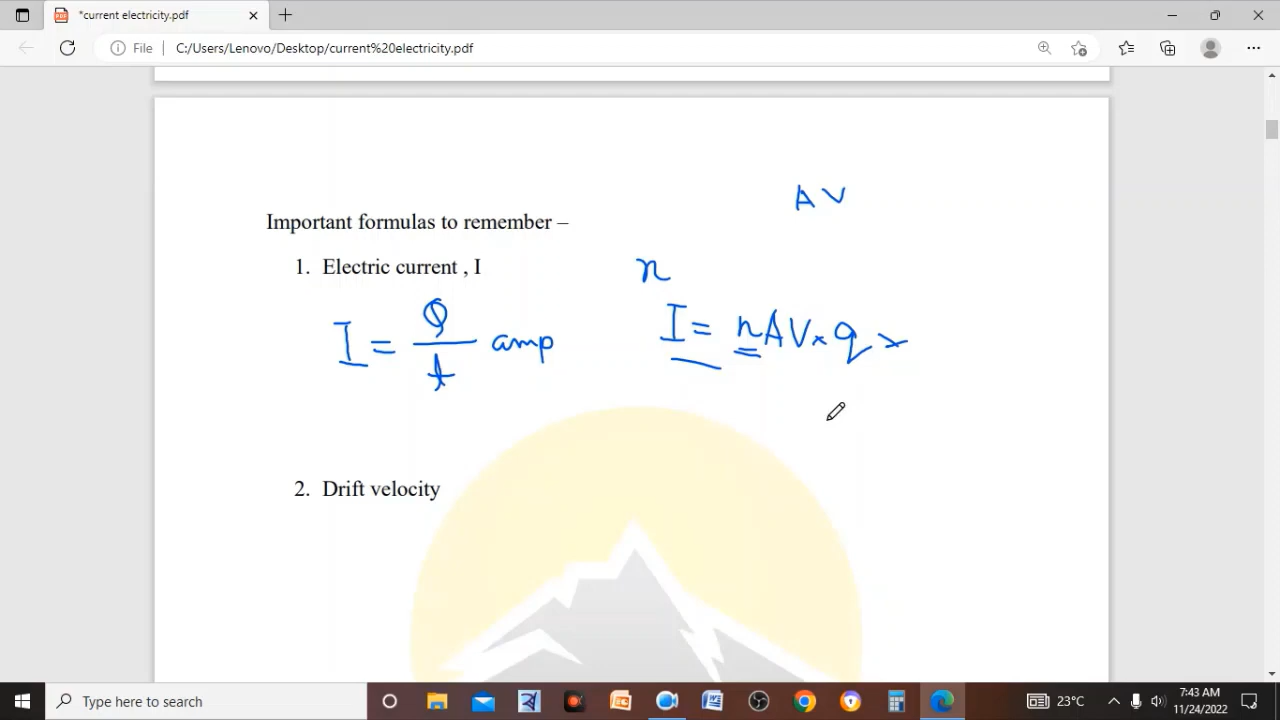 *current electricity.pdf
File
C:/Users/Lenovo/Desktop/current%20electricity.pdf
A V
Important formulas to remember –
1. Electric current , I
n
I = Q/t amp
I = nAV×q×
2. Drift velocity
Type here to search
23°C
7:43 AM
11/24/2022